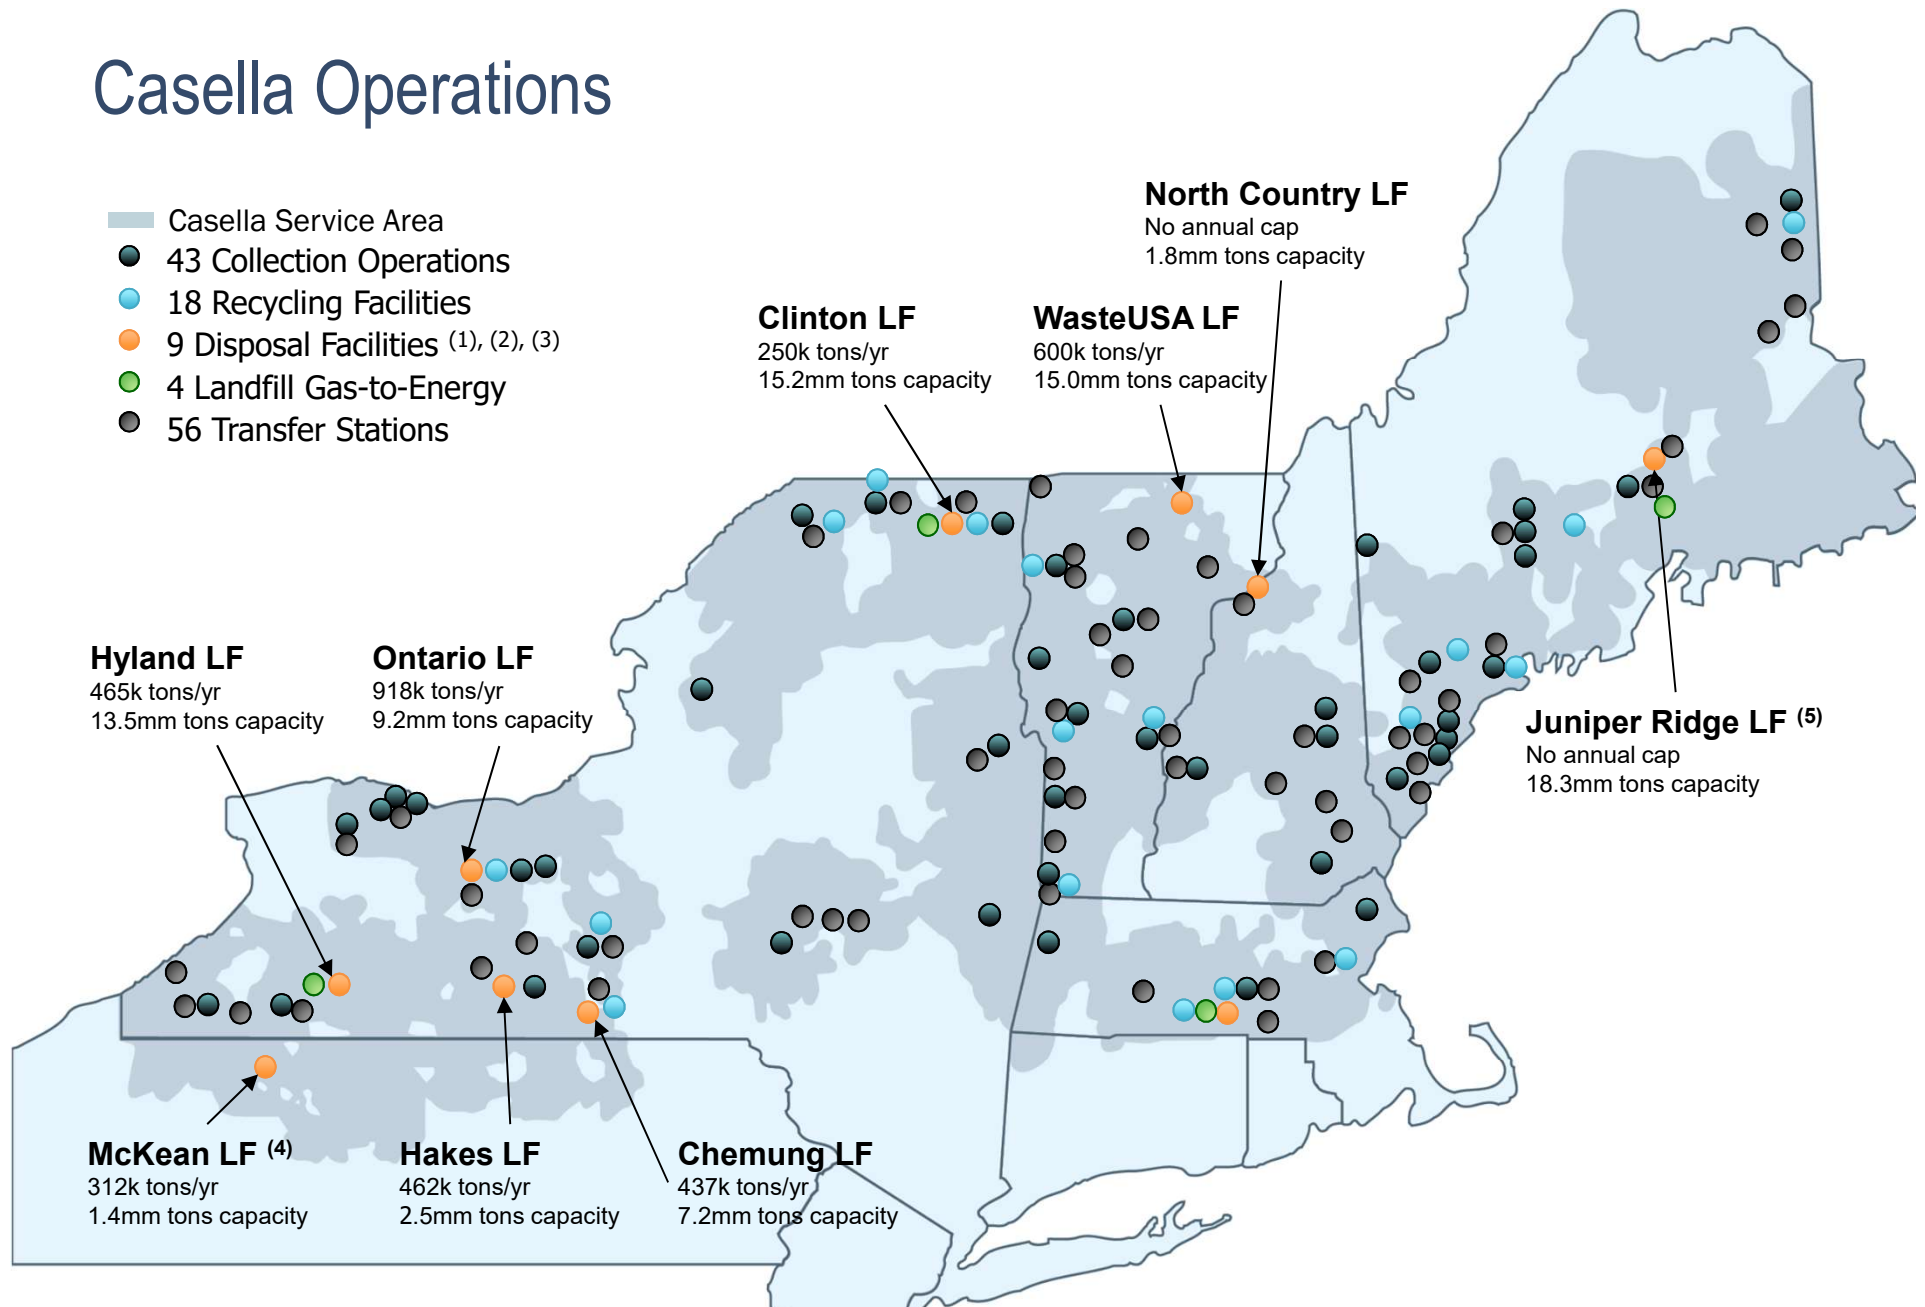 Casella Operations
Casella Service Area
43 Collection Operations
18 Recycling Facilities
9 Disposal Facilities (1), (2), (3)
4 Landfill Gas-to-Energy
56 Transfer Stations
North Country LF
No annual cap
1.8mm tons capacity
Clinton LF
250k tons/yr
15.2mm tons capacity
WasteUSA LF
600k tons/yr
15.0mm tons capacity
Hyland LF
465k tons/yr
13.5mm tons capacity
Ontario LF
918k tons/yr
9.2mm tons capacity
Juniper Ridge LF (5)
No annual cap
18.3mm tons capacity
McKean LF (4)
312k tons/yr
1.4mm tons capacity
Hakes LF
462k tons/yr
2.5mm tons capacity
Chemung LF
437k tons/yr
7.2mm tons capacity